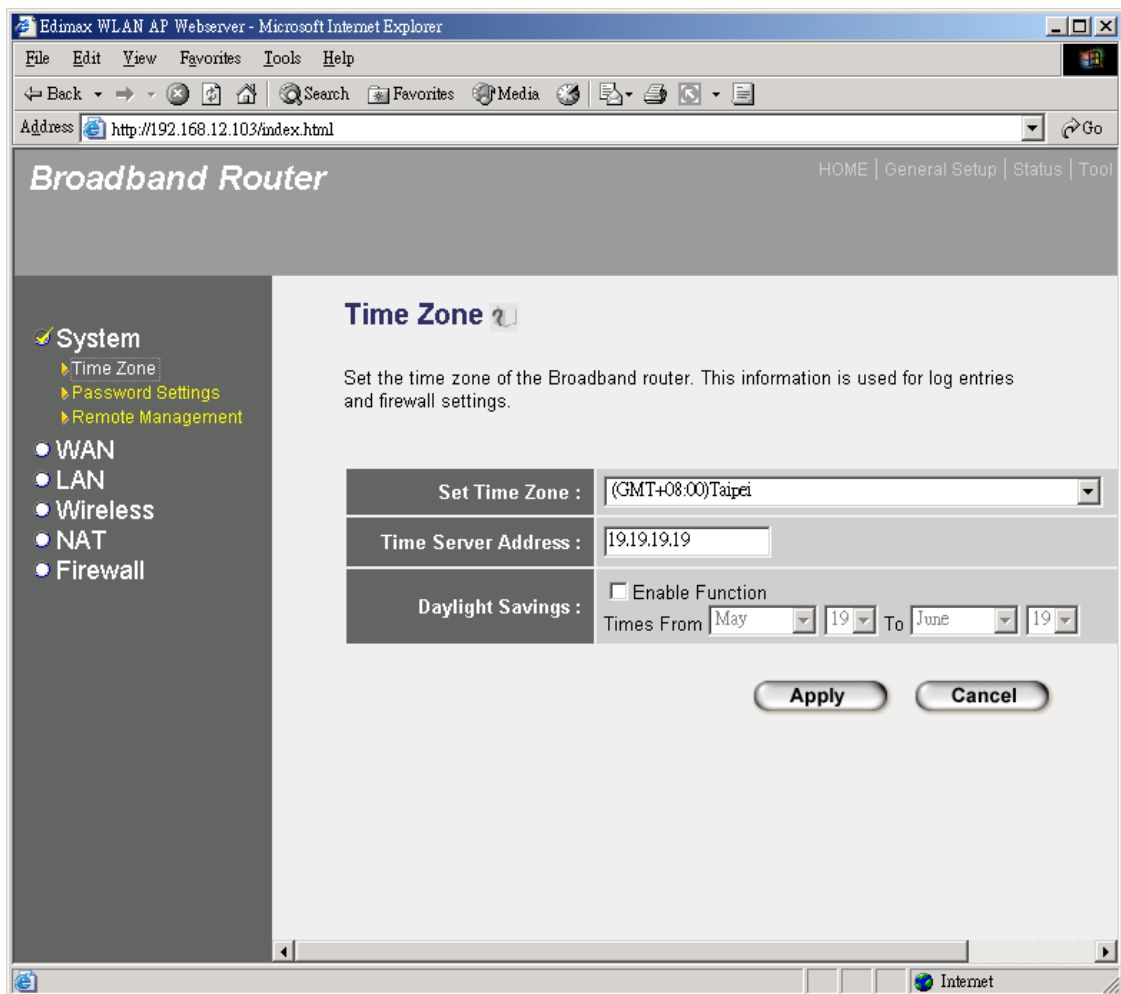 Edimax WLAN AP Webserver - Microsoft Internet Explorer
File Edit View Favorites Tools Help
Back Search Favorites Media
Address http://192.168.12.103/index.html Go
Broadband Router
HOME | General Setup | Status | Tool
System
Time Zone
Password Settings
Remote Management
WAN
LAN
Wireless
NAT
Firewall
Time Zone
Set the time zone of the Broadband router. This information is used for log entries
and firewall settings.
Set Time Zone : (GMT+08:00)Taipei
Time Server Address : 19.19.19.19
Daylight Savings : Enable Function
Times From May 19 To June 19
Apply Cancel
Internet